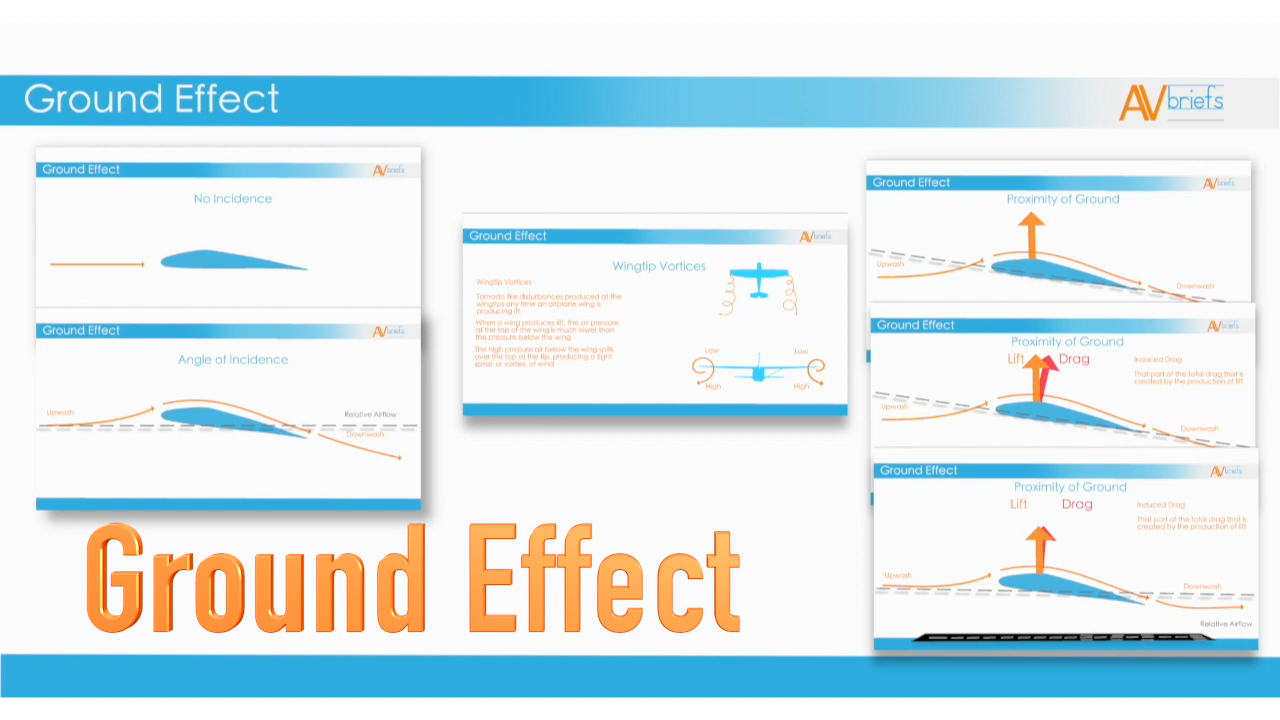 Ground Effect
AVbriefs
Ground Effect
AVbriefs
No Incidence
Ground Effect
AVbriefs
Angle of Incidence
Upwash
Relative Airflow
Downwash
Ground Effect
AVbriefs
Wingtip Vortices
Wingtip Vortices
Tornado like disturbances produced at the
wingtips any time an airplane wing is
producing lift.
When a wing produces lift, the air pressure
at the top of the wing is much lower than
the pressure below the wing.
The high pressure air below the wing spills
over the top at the tip, producing a tight
spiral, or vortex, of wind
Low
Low
High
High
Ground Effect
AVbriefs
Proximity of Ground
Upwash
Downwash
Ground Effect
AVbriefs
Proximity of Ground
Lift
Drag
Induced Drag
That part of the total drag that is
created by the production of lift
Upwash
Downwash
Ground Effect
AVbriefs
Proximity of Ground
Lift
Drag
Induced Drag
That part of the total drag that is
created by the production of lift
Upwash
Downwash
Relative Airflow
Ground Effect